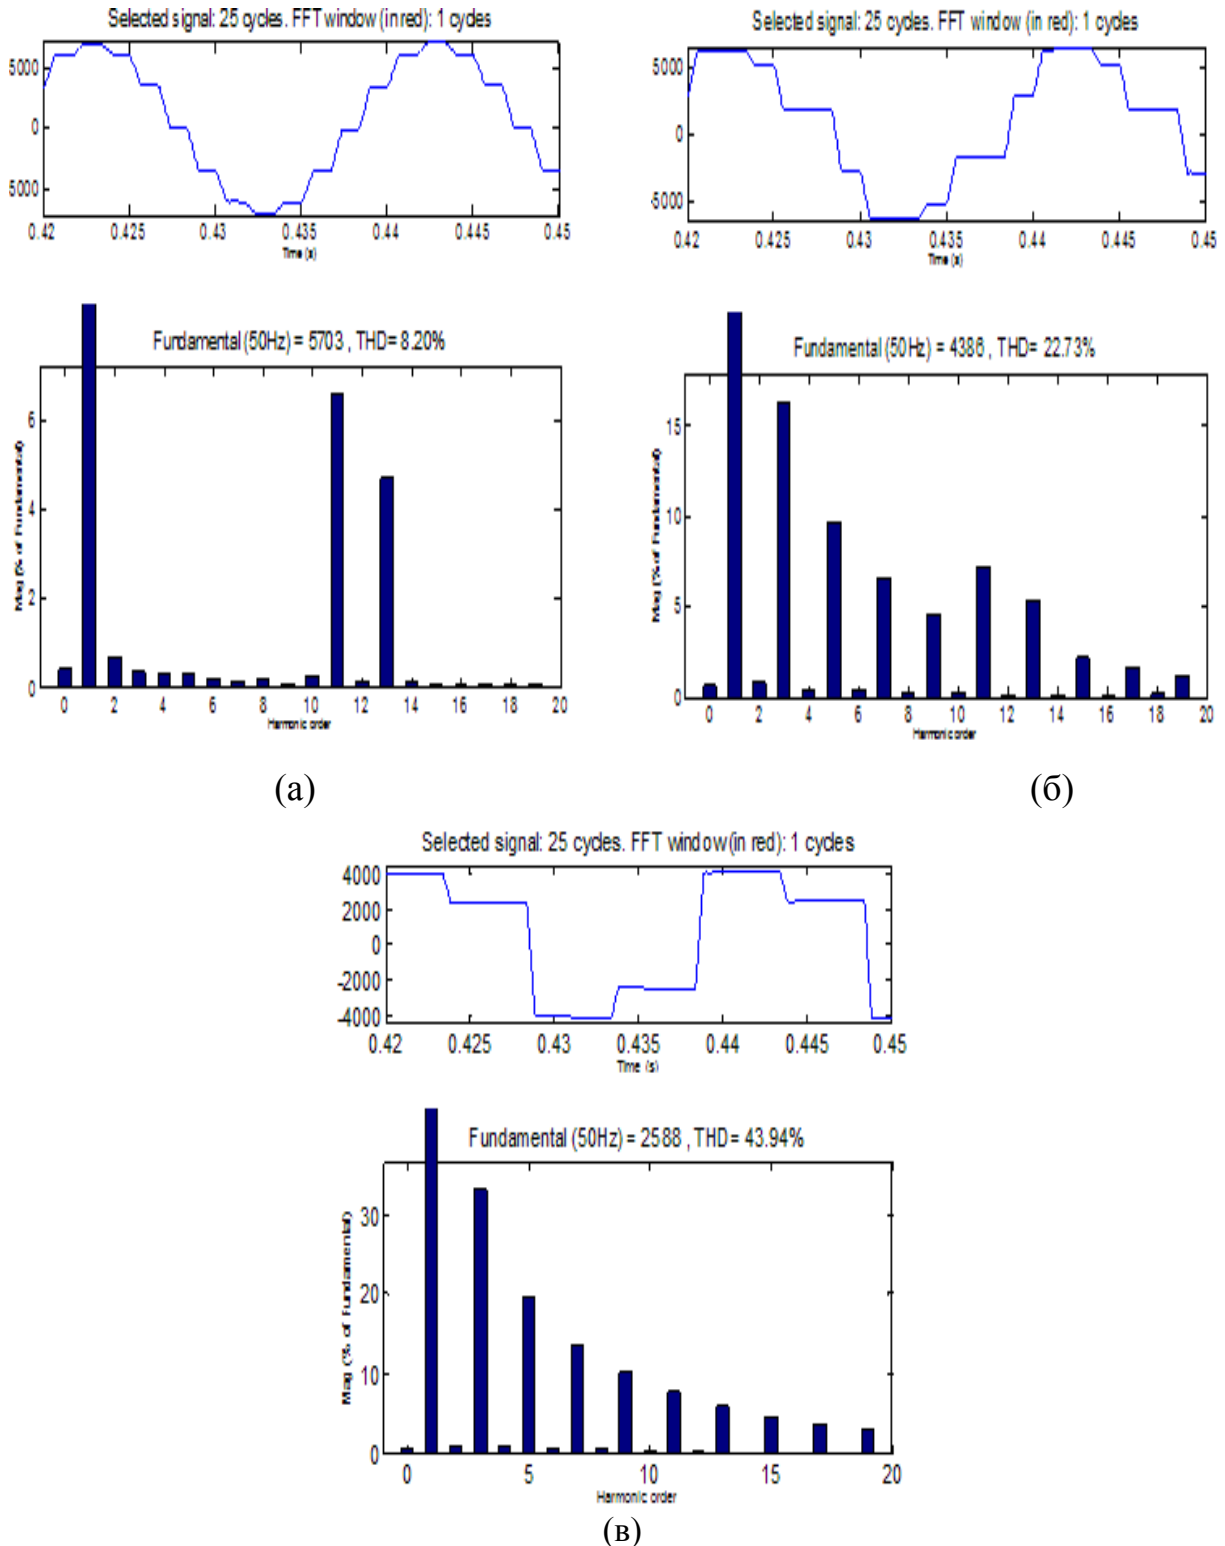 Selected signal: 25 cycles. FFT window (in red): 1 cycles
5000
0
5000
0.42 0.425 0.43 0.435 0.44 0.445 0.45
Time (s)
Fundamental (50Hz) = 5703 , THD= 8.20%
Mag (% of Fundamental)
6
4
2
0
0 2 4 6 8 10 12 14 16 18 20
Harmonic order
(а)
Selected signal: 25 cycles. FFT window (in red): 1 cycles
5000
0
-5000
0.42 0.425 0.43 0.435 0.44 0.445 0.45
Time (s)
Fundamental (50Hz) = 4386 , THD= 22.73%
Mag (% of Fundamental)
15
10
5
0
0 2 4 6 8 10 12 14 16 18 20
Harmonic order
(б)
Selected signal: 25 cycles. FFT window (in red): 1 cycles
4000
2000
0
-2000
-4000
0.42 0.425 0.43 0.435 0.44 0.445 0.45
Time (s)
Fundamental (50Hz) = 2588 , THD= 43.94%
Mag (% of Fundamental)
30
20
10
0
0 5 10 15 20
Harmonic order
(в)